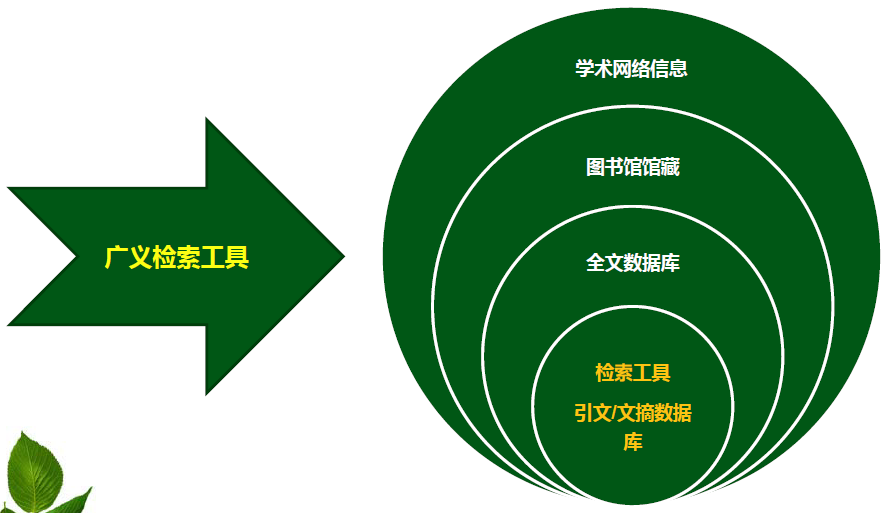 广义检索工具
学术网络信息
图书馆馆藏
全文数据库
检索工具
引文/文摘数据
库